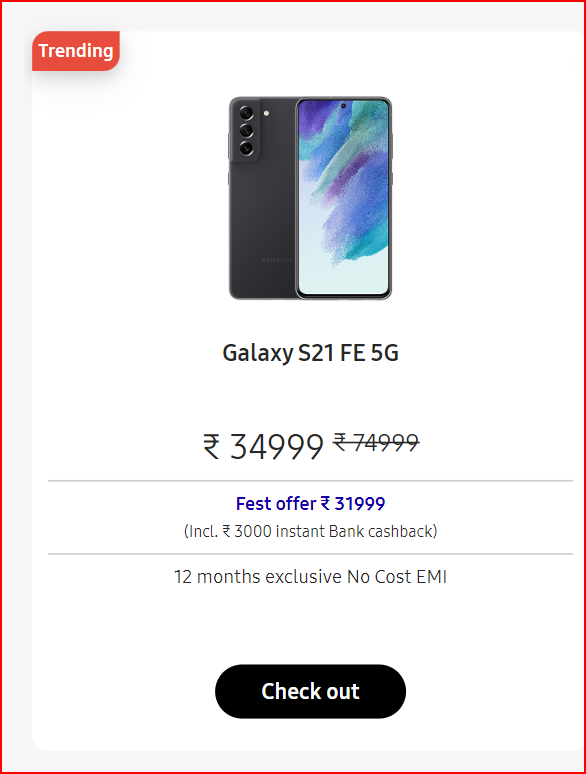 Trending
SAMSUNG
Galaxy S21 FE 5G
₹ 34999 ₹ 74999
Fest offer ₹ 31999
(Incl. ₹ 3000 instant Bank cashback)
12 months exclusive No Cost EMI
Check out